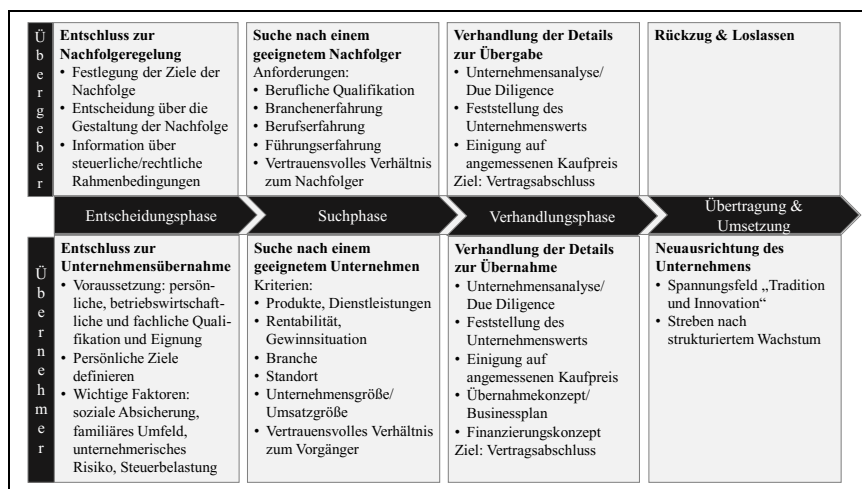 Übergeber
Entschluss zur
Nachfolgeregelung
• Festlegung der Ziele der
Nachfolge
• Entscheidung über die
Gestaltung der Nachfolge
• Information über
steuerliche/rechtliche
Rahmenbedingungen
Suche nach einem
geeignetem Nachfolger
Anforderungen:
• Berufliche Qualifikation
• Branchenerfahrung
• Berufserfahrung
• Führungserfahrung
• Vertrauensvolles Verhältnis
zum Nachfolger
Verhandlung der Details
zur Übergabe
• Unternehmensanalyse/
Due Diligence
• Feststellung des
Unternehmenswerts
• Einigung auf
angemessenen Kaufpreis
Ziel: Vertragsabschluss
Rückzug & Loslassen
Entscheidungsphase
Suchphase
Verhandlungsphase
Übertragung &
Umsetzung
Übernehmer
Entschluss zur
Unternehmensübernahme
• Voraussetzung: persön-
liche, betriebswirtschaft-
liche und fachliche Quali-
fikation und Eignung
• Persönliche Ziele
definieren
• Wichtige Faktoren:
soziale Absicherung,
familiäres Umfeld,
unternehmerisches
Risiko, Steuerbelastung
Suche nach einem
geeignetem Unternehmen
Kriterien:
• Produkte, Dienstleistungen
• Rentabilität,
Gewinnsituation
• Branche
• Standort
• Unternehmensgröße/
Umsatzgröße
• Vertrauensvolles Verhältnis
zum Vorgänger
Verhandlung der Details
zur Übernahme
• Unternehmensanalyse/
Due Diligence
• Feststellung des
Unternehmenswerts
• Einigung auf
angemessenen Kaufpreis
• Übernahmekonzept/
Businessplan
• Finanzierungskonzept
Ziel: Vertragsabschluss
Neuausrichtung des
Unternehmens
• Spannungsfeld „Tradition
und Innovation“
• Streben nach
strukturiertem Wachstum